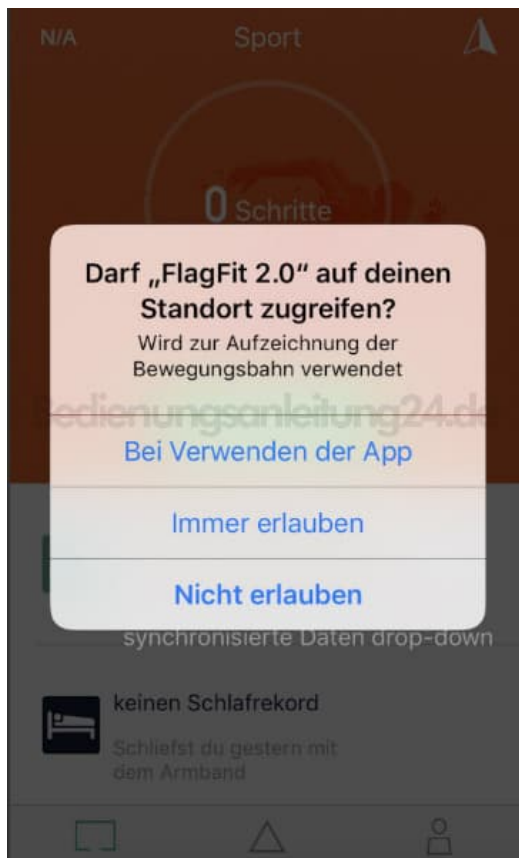 N/A Sport
0 Schritte
Darf „FlagFit 2.0“ auf deinen
Standort zugreifen?
Wird zur Aufzeichnung der
Bewegungsbahn verwendet
Bedienungsanleitung24.de
Bei Verwenden der App
Immer erlauben
Nicht erlauben
synchronisierte Daten drop-down
keinen Schlafrekord
Schliefst du gestern mit
dem Armband